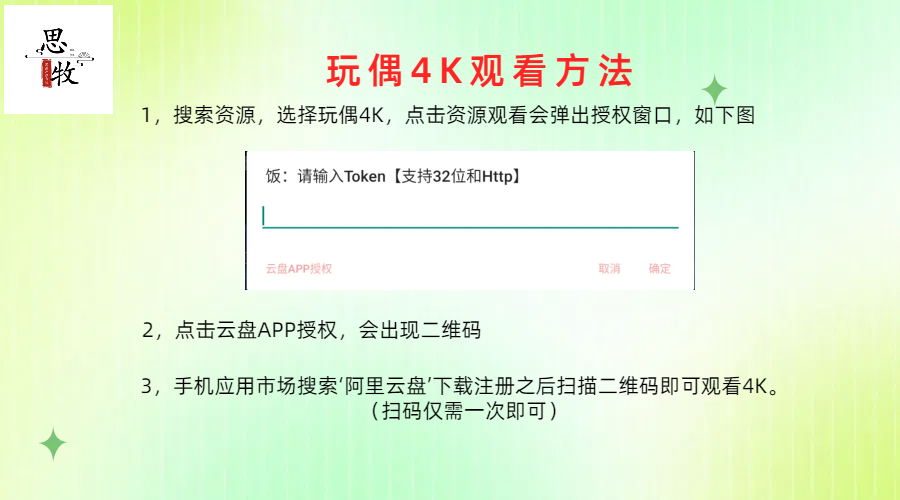 思
牧
玩偶4K观看方法
1，搜索资源，选择玩偶4K，点击资源观看会弹出授权窗口，如下图
饭：请输入Token【支持32位和Http】
云盘APP授权 取消 确定
2，点击云盘APP授权，会出现二维码
3，手机应用市场搜索‘阿里云盘’下载注册之后扫描二维码即可观看4K。
（扫码仅需一次即可）